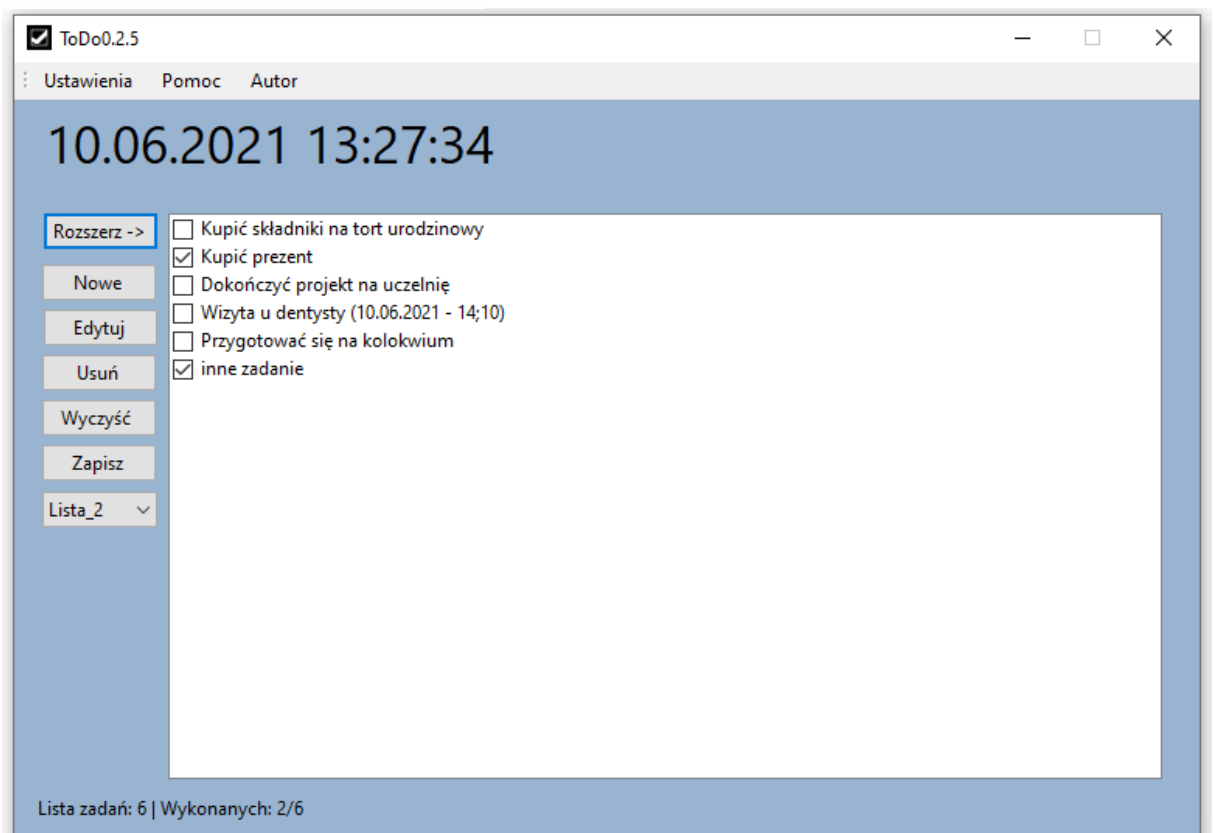 ToDo0.2.5
Ustawienia Pomoc Autor
10.06.2021 13:27:34
Rozszerz ->
Nowe
Edytuj
Usuń
Wyczyść
Zapisz
Lista_2
Kupić składniki na tort urodzinowy
Kupić prezent
Dokończyć projekt na uczelnię
Wizyta u dentysty (10.06.2021 - 14;10)
Przygotować się na kolokwium
inne zadanie
Lista zadań: 6 | Wykonanych: 2/6